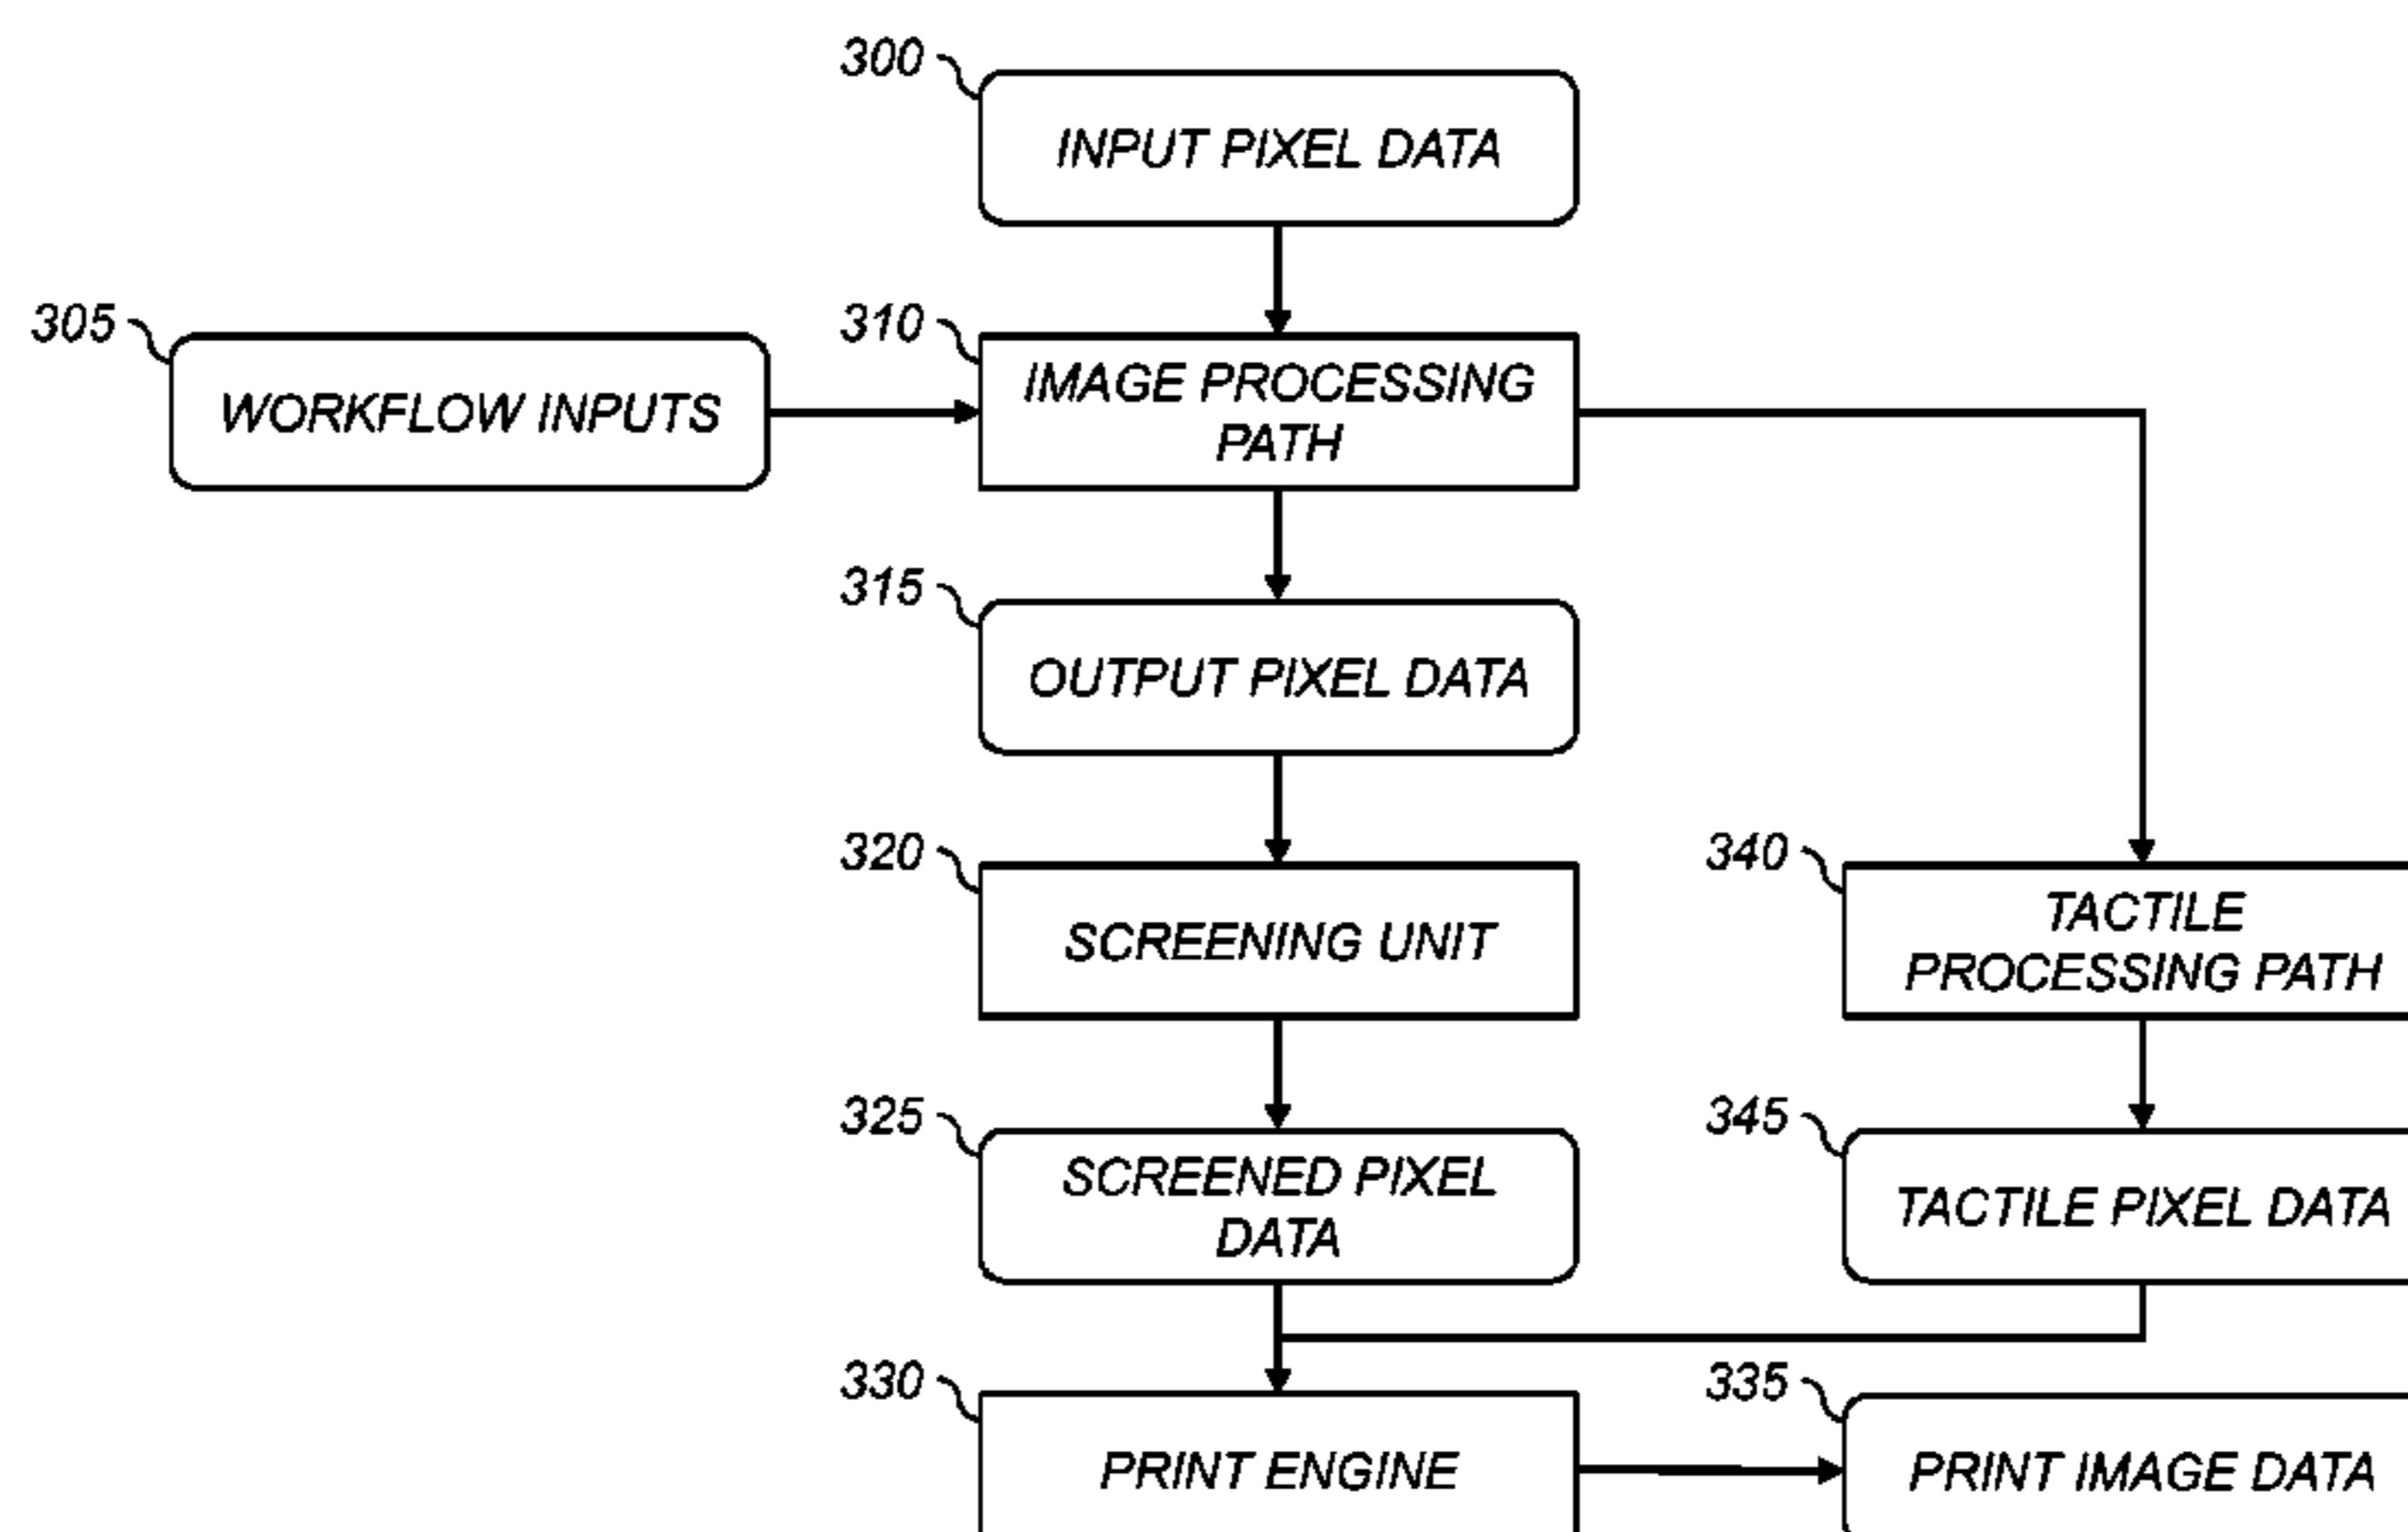 300
INPUT PIXEL DATA
305
WORKFLOW INPUTS
310
IMAGE PROCESSING
PATH
315
OUTPUT PIXEL DATA
320
SCREENING UNIT
340
TACTILE
PROCESSING PATH
325
SCREENED PIXEL
DATA
345
TACTILE PIXEL DATA
330
PRINT ENGINE
335
PRINT IMAGE DATA